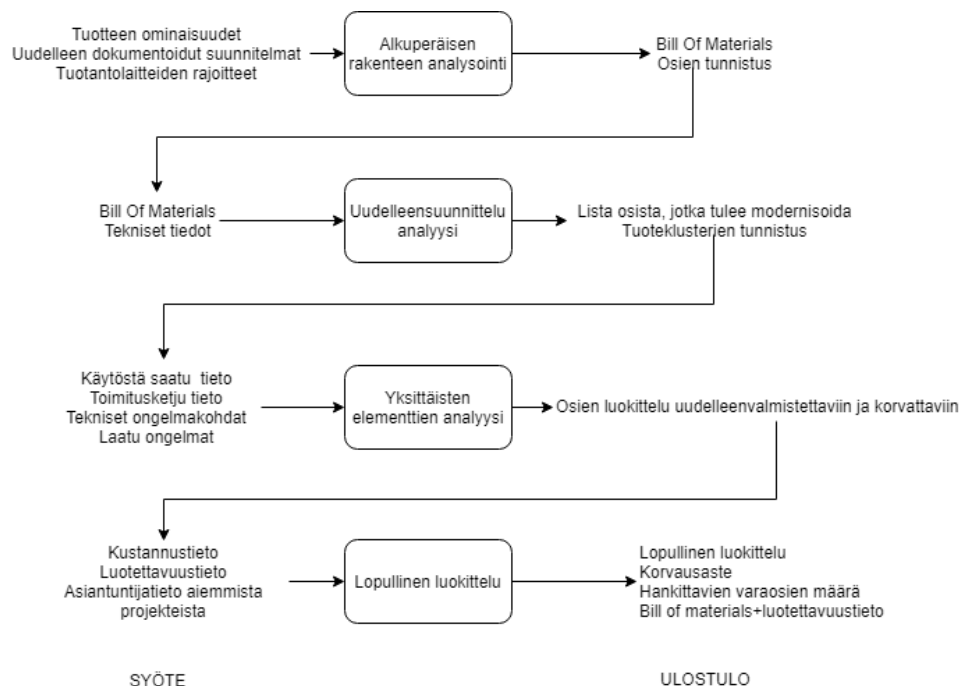 Tuotteen ominaisuudet
Uudelleen dokumentoidut suunnitelmat
Tuotantolaitteiden rajoitteet
Alkuperäisen
rakenteen analysointi
Bill Of Materials
Osien tunnistus
Bill Of Materials
Tekniset tiedot
Uudelleensuunnittelu
analyysi
Lista osista, jotka tulee modernisoida
Tuoteklusterien tunnistus
Käytöstä saatu tieto
Toimitusketju tieto
Tekniset ongelmakohdat
Laatu ongelmat
Yksittäisten
elementtien analyysi
Osien luokittelu uudelleenvalmistettaviin ja korvattaviin
Kustannustieto
Luotettavuustieto
Asiantuntijatieto aiemmista
projekteista
Lopullinen luokittelu
Lopullinen luokittelu
Korvausaste
Hankittavien varaosien määrä
Bill of materials+luotettavuustieto
SYÖTE
ULOSTULO